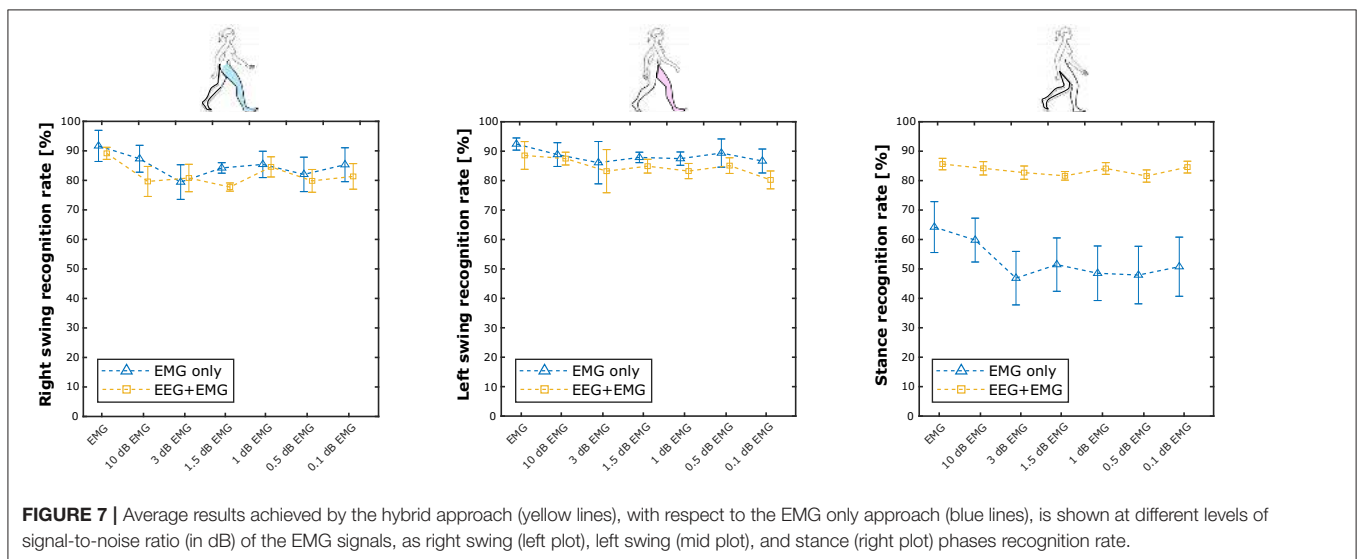 Right swing recognition rate [%]
100
90
80
70
60
50
40
30
20
10
0
EMG only
EEG+EMG
EMG
10 dB EMG
3 dB EMG
1.5 dB EMG
1 dB EMG
0.5 dB EMG
0.1 dB EMG
Left swing recognition rate [%]
100
90
80
70
60
50
40
30
20
10
0
EMG only
EEG+EMG
EMG
10 dB EMG
3 dB EMG
1.5 dB EMG
1 dB EMG
0.5 dB EMG
0.1 dB EMG
Stance recognition rate [%]
100
90
80
70
60
50
40
30
20
10
0
EMG only
EEG+EMG
EMG
10 dB EMG
3 dB EMG
1.5 dB EMG
1 dB EMG
0.5 dB EMG
0.1 dB EMG
FIGURE 7 | Average results achieved by the hybrid approach (yellow lines), with respect to the EMG only approach (blue lines), is shown at different levels of
signal-to-noise ratio (in dB) of the EMG signals, as right swing (left plot), left swing (mid plot), and stance (right plot) phases recognition rate.